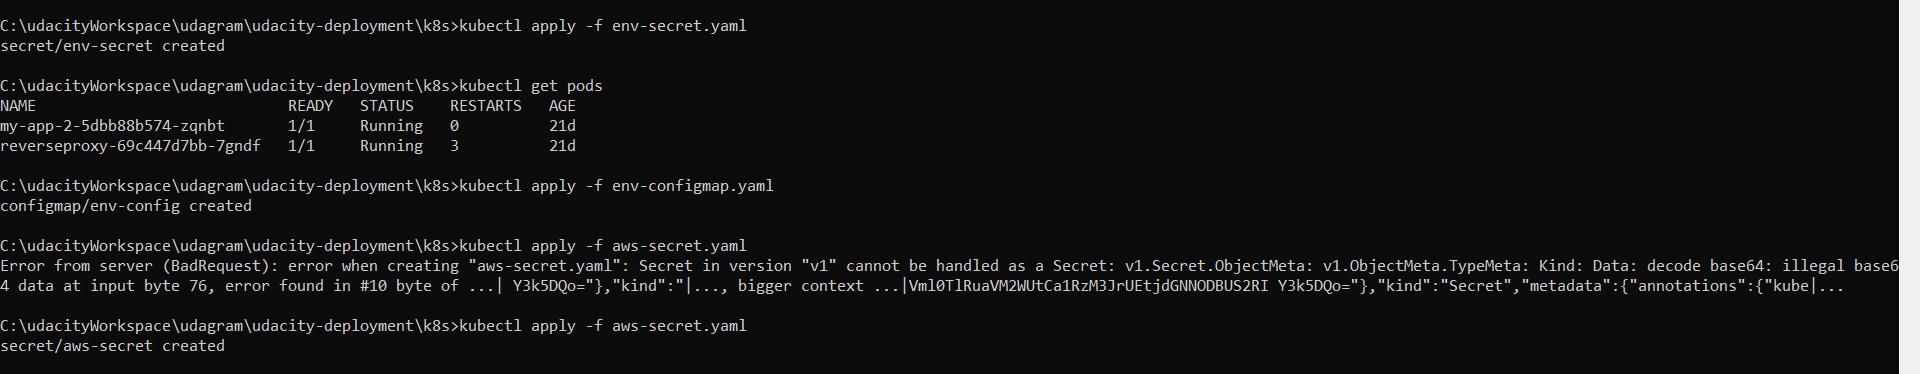 C:\udacityWorkspace\udagram\udacity-deployment\k8s>kubectl apply -f env-secret.yaml
secret/env-secret created
C:\udacityWorkspace\udagram\udacity-deployment\k8s>kubectl get pods
NAME                            READY   STATUS    RESTARTS   AGE
my-app-2-5dbb88b574-zqnbt       1/1     Running   0          21d
reverseproxy-69c447d7bb-7gndf   1/1     Running   3          21d
C:\udacityWorkspace\udagram\udacity-deployment\k8s>kubectl apply -f env-configmap.yaml
configmap/env-config created
C:\udacityWorkspace\udagram\udacity-deployment\k8s>kubectl apply -f aws-secret.yaml
Error from server (BadRequest): error when creating "aws-secret.yaml": Secret in version "v1" cannot be handled as a Secret: v1.Secret.ObjectMeta: v1.ObjectMeta.TypeMeta: Kind: Data: decode base64: illegal base6
4 data at input byte 76, error found in #10 byte of ...| Y3k5DQo="},"kind":"|..., bigger context ...|Vml0TlRuaVM2WUtCa1RzM3JrUEtjdGNNODBUS2RI Y3k5DQo="},"kind":"Secret","metadata":{"annotations":{"kube|...
C:\udacityWorkspace\udagram\udacity-deployment\k8s>kubectl apply -f aws-secret.yaml
secret/aws-secret created